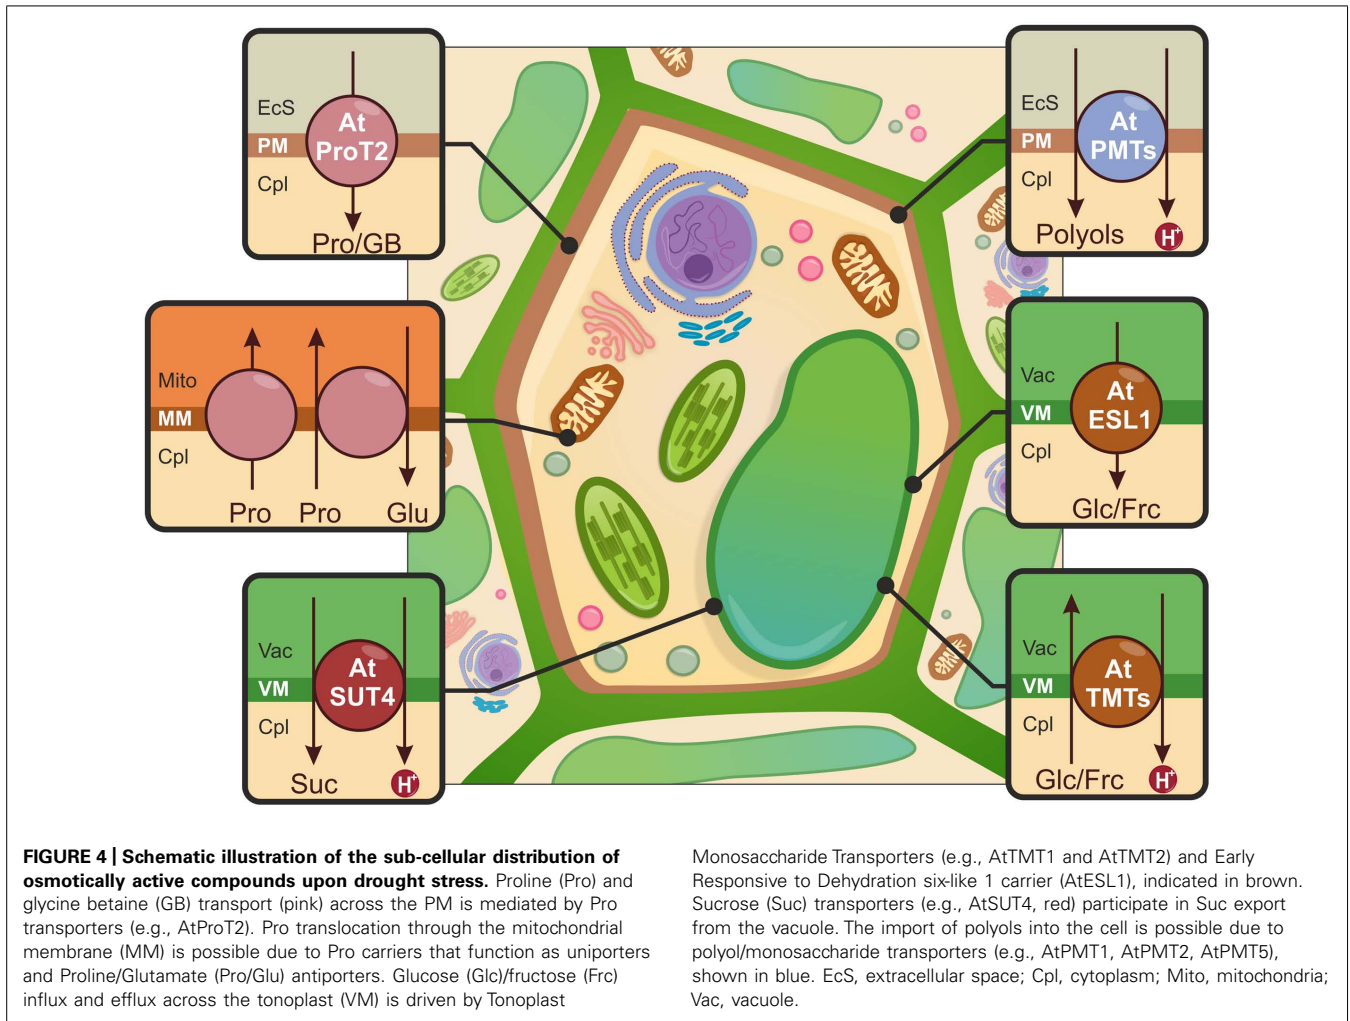 EcS
PM
Cpl
At
ProT2
Pro/GB
EcS
PM
Cpl
At
PMTs
Polyols
H+
Mito
MM
Cpl
Pro
Pro
Glu
Vac
VM
Cpl
At
ESL1
Glc/Frc
Vac
VM
Cpl
At
SUT4
Suc
H+
Vac
VM
Cpl
At
TMTs
Glc/Frc
H+
FIGURE 4 | Schematic illustration of the sub-cellular distribution of
osmotically active compounds upon drought stress. Proline (Pro) and
glycine betaine (GB) transport (pink) across the PM is mediated by Pro
transporters (e.g., AtProT2). Pro translocation through the mitochondrial
membrane (MM) is possible due to Pro carriers that function as uniporters
and Proline/Glutamate (Pro/Glu) antiporters. Glucose (Glc)/fructose (Frc)
influx and efflux across the tonoplast (VM) is driven by Tonoplast
Monosaccharide Transporters (e.g., AtTMT1 and AtTMT2) and Early
Responsive to Dehydration six-like 1 carrier (AtESL1), indicated in brown.
Sucrose (Suc) transporters (e.g., AtSUT4, red) participate in Suc export
from the vacuole. The import of polyols into the cell is possible due to
polyol/monosaccharide transporters (e.g., AtPMT1, AtPMT2, AtPMT5),
shown in blue. EcS, extracellular space; Cpl, cytoplasm; Mito, mitochondria;
Vac, vacuole.